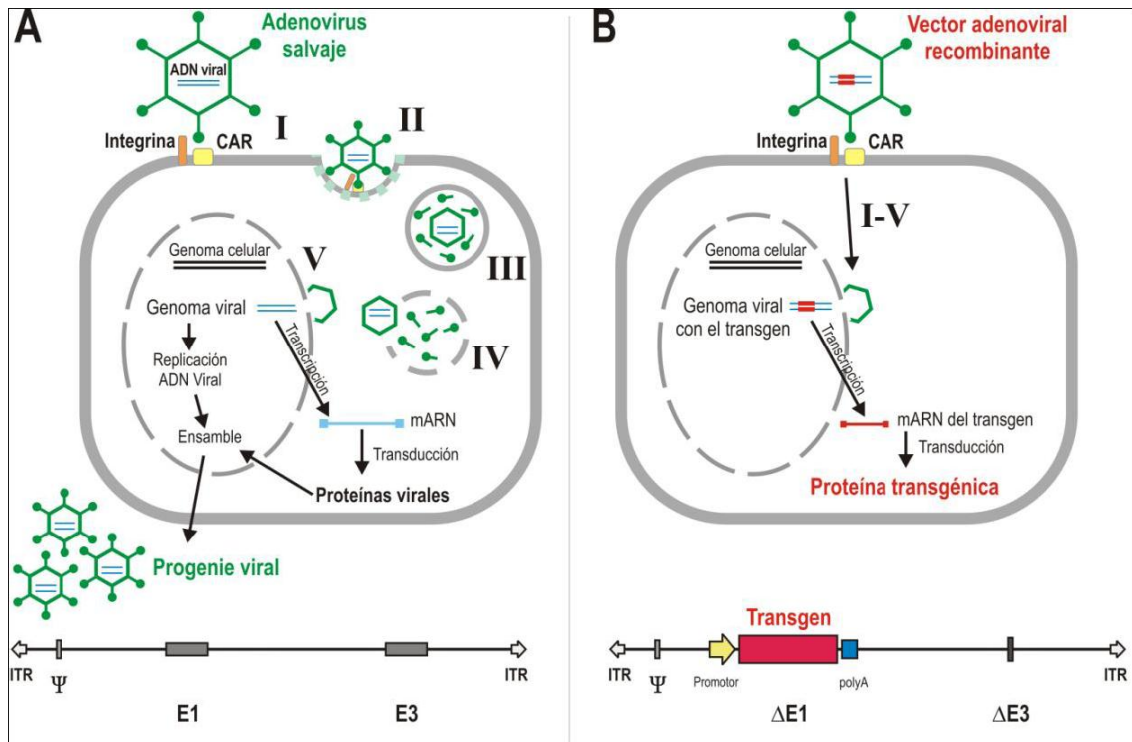 A
Adenovirus
salvaje
ADN viral
Integrina
CAR
I
II
III
IV
V
Genoma celular
Genoma viral
Replicación
ADN Viral
Ensamble
Transcripción
mARN
Transducción
Proteínas virales
Progenie viral
ITR
Ψ
E1
E3
ITR
B
Vector adenoviral
recombinante
Integrina
CAR
I-V
Genoma celular
Genoma viral
con el transgen
Transcripción
mARN del transgen
Transducción
Proteína transgénica
Transgen
ITR
Ψ
Promotor
polyA
ΔE1
ΔE3
ITR